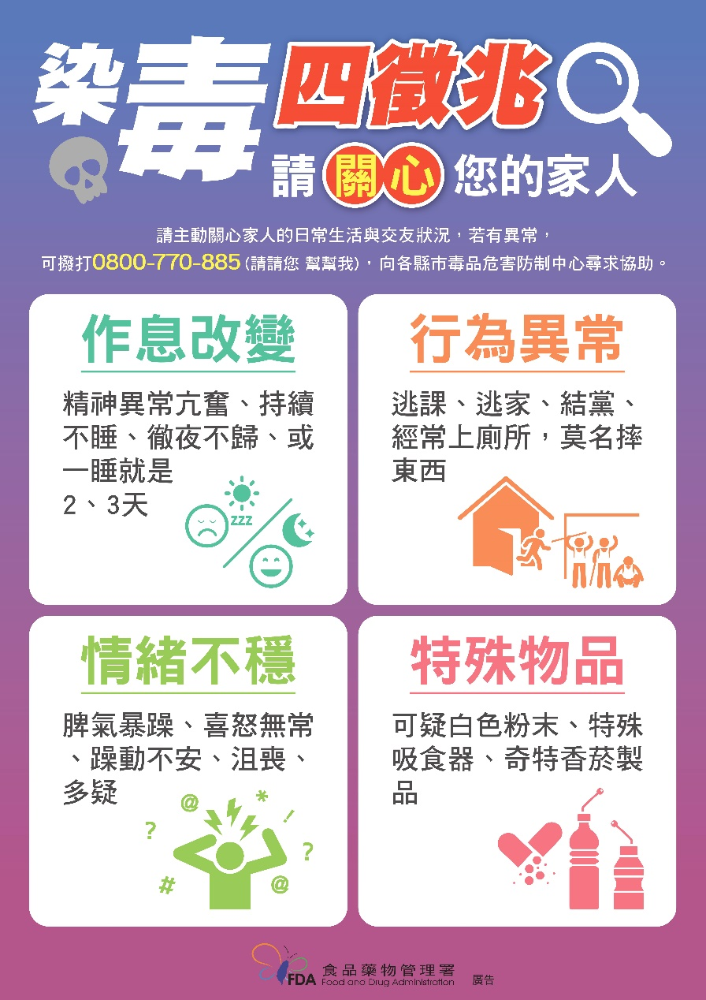 染毒四徵兆
請關心您的家人
請主動關心家人的日常生活與交友狀況，若有異常，
可撥打0800-770-885(請請您 幫幫我)，向各縣市毒品危害防制中心尋求協助。
作息改變
精神異常亢奮、持續
不睡、徹夜不歸、或
一睡就是
2、3天
zzz
行為異常
逃課、逃家、結黨、
經常上廁所，莫名摔
東西
情緒不穩
脾氣暴躁、喜怒無常
、躁動不安、沮喪、
多疑
@ * !
? ?
# @
特殊物品
可疑白色粉末、特殊
吸食器、奇特香菸製
品
FDA 食品藥物管理署
Food and Drug Administration
廣告